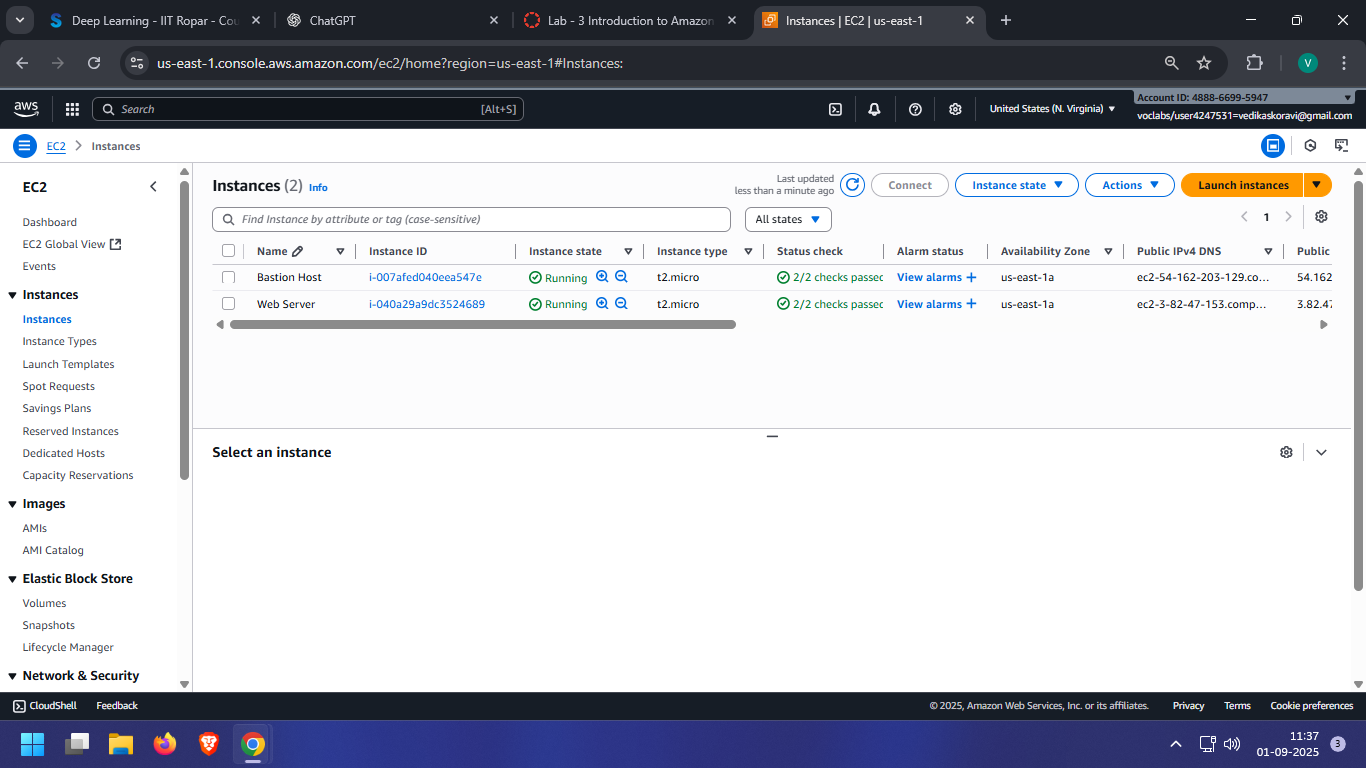 Deep Learning - IIT Ropar - Cou
ChatGPT
Lab - 3 Introduction to Amazon
Instances | EC2 | us-east-1
us-east-1.console.aws.amazon.com/ec2/home?region=us-east-1#Instances:
V
aws
Search
[Alt+S]
United States (N. Virginia)
Account ID: 4888-6699-5947
voclabs/user4247531=vedikaskoravi@gmail.com
EC2
Instances
EC2
Dashboard
EC2 Global View
Events
Instances
Instances
Instance Types
Launch Templates
Spot Requests
Savings Plans
Reserved Instances
Dedicated Hosts
Capacity Reservations
Images
AMIs
AMI Catalog
Elastic Block Store
Volumes
Snapshots
Lifecycle Manager
Network & Security
Instances (2) Info
Last updated
less than a minute ago
Connect
Instance state
Actions
Launch instances
Find Instance by attribute or tag (case-sensitive)
All states
1
Name Instance ID Instance state Instance type Status check Alarm status Availability Zone Public IPv4 DNS Public
Bastion Host i-007afed040eea547e Running t2.micro 2/2 checks passed View alarms + us-east-1a ec2-54-162-203-129.co... 54.162
Web Server i-040a29a9dc3524689 Running t2.micro 2/2 checks passed View alarms + us-east-1a ec2-3-82-47-153.comp... 3.82.47
Select an instance
CloudShell
Feedback
© 2025, Amazon Web Services, Inc. or its affiliates.
Privacy
Terms
Cookie preferences
11:37
01-09-2025
3